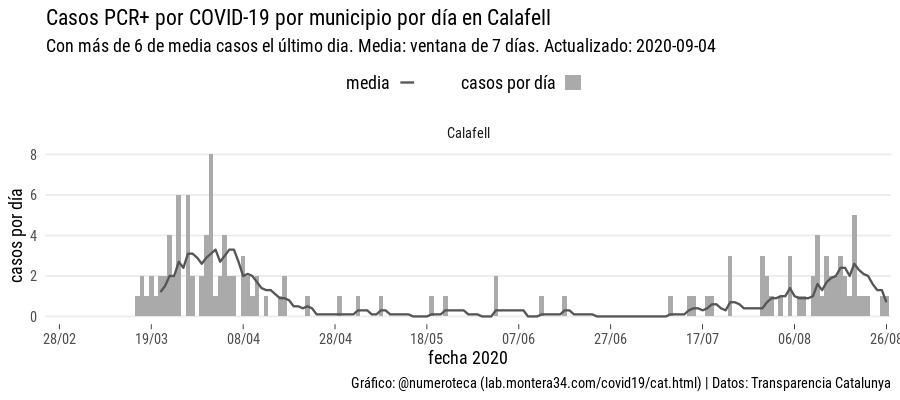 Casos PCR+ por COVID-19 por municipio por día en Calafell
Con más de 6 de media casos el último dia. Media: ventana de 7 días. Actualizado: 2020-09-04
media casos por día
Calafell
casos por día
8
6
4
2
0
28/02 19/03 08/04 28/04 18/05 07/06 27/06 17/07 06/08 26/08
fecha 2020
Gráfico: @numeroteca (lab.montera34.com/covid19/cat.html) | Datos: Transparencia Catalunya